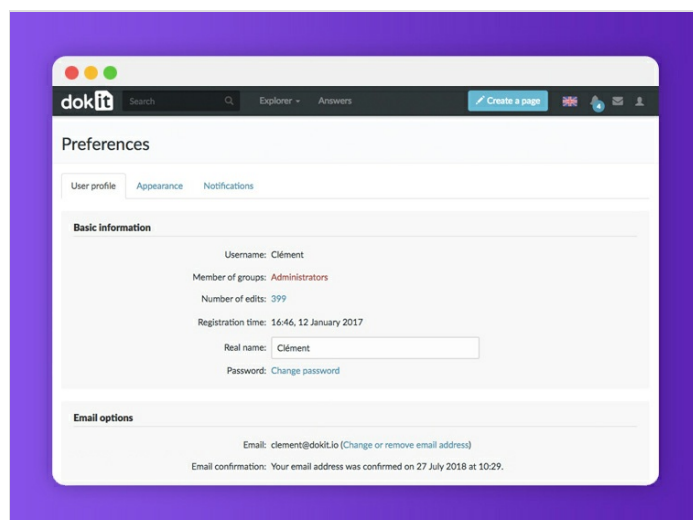 dokit Search Explorer Answers Create a page 4
Preferences
User profile Appearance Notifications
Basic information
Username: Clément
Member of groups: Administrators
Number of edits: 399
Registration time: 16:46, 12 January 2017
Real name: Clément
Password: Change password
Email options
Email: clement@dokit.io (Change or remove email address)
Email confirmation: Your email address was confirmed on 27 July 2018 at 10:29.